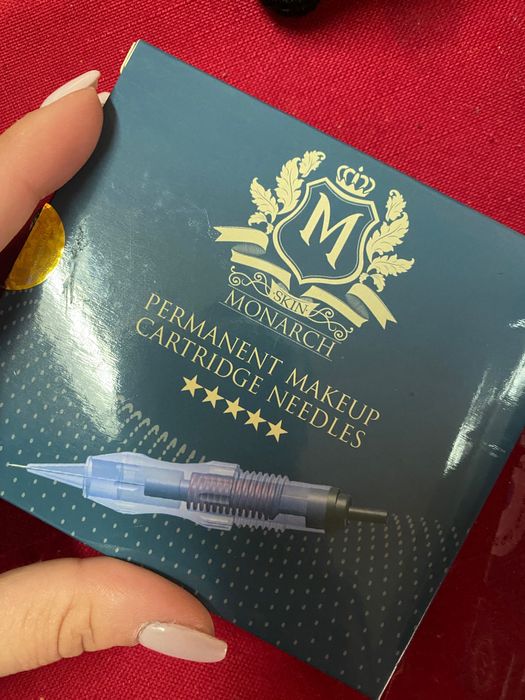 M
SKIN
MONARCH
PERMANENT MAKEUP
CARTRIDGE NEEDLES